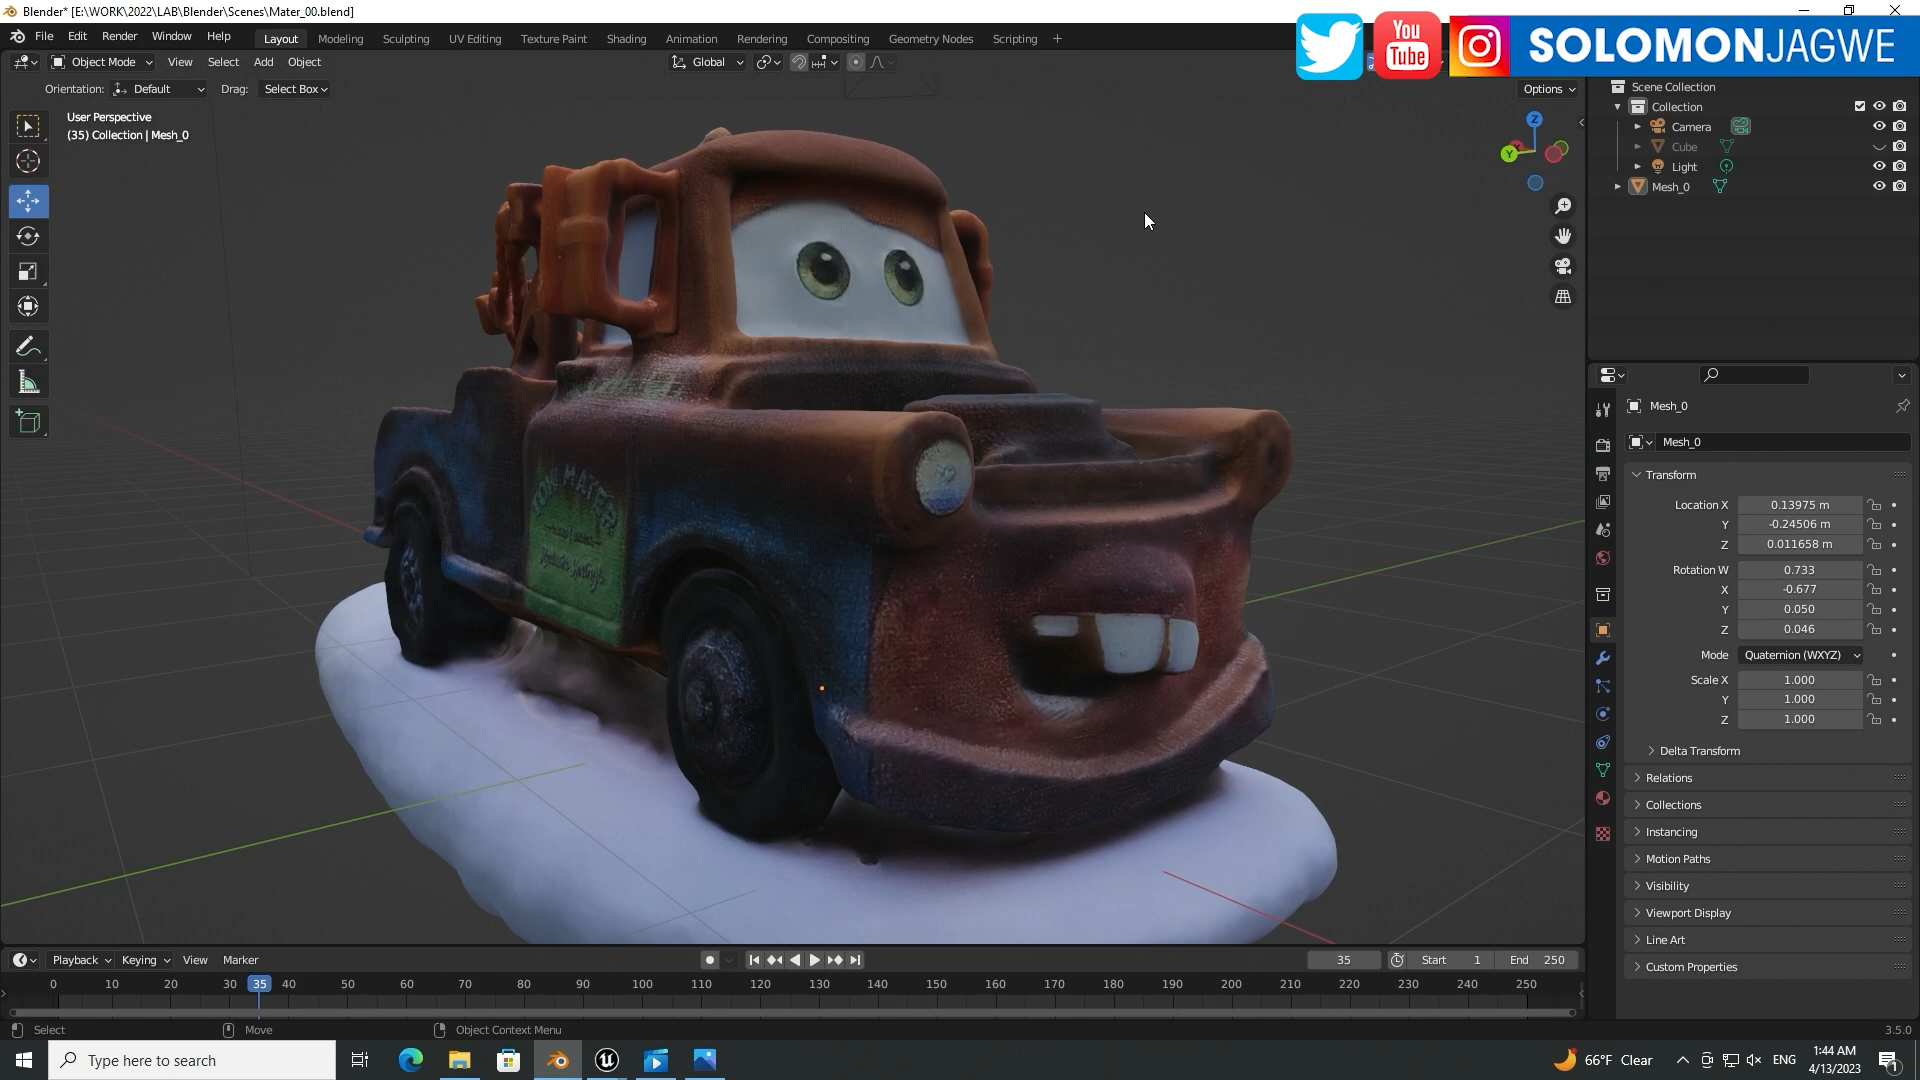 Blender* [E:\WORK\2022\LAB\Blender\Scenes\Mater_00.blend]
File Edit Render Window Help Layout Modeling Sculpting UV Editing Texture Paint Shading Animation Rendering Compositing Geometry Nodes Scripting +
You Tube
SOLOMONJAGWE
Object Mode View Select Add Object Global
Orientation: Default Drag: Select Box Options
User Perspective
(35) Collection | Mesh_0
Z
Y
TOW MATER
Scene Collection
Collection
Camera
Cube
Light
Mesh_0
Mesh_0
Mesh_0
Transform
Location X 0.13975 m
Y -0.24506 m
Z 0.011658 m
Rotation W 0.733
X -0.677
Y 0.050
Z 0.046
Mode Quaternion (WXYZ)
Scale X 1.000
Y 1.000
Z 1.000
Delta Transform
Relations
Collections
Instancing
Motion Paths
Visibility
Viewport Display
Line Art
Custom Properties
Playback Keying View Marker 35 Start 1 End 250
0 10 20 30 35 40 50 60 70 80 90 100 110 120 130 140 150 160 170 180 190 200 210 220 230 240 250
Select Move Object Context Menu 3.5.0
Type here to search 66°F Clear ENG 1:44 AM
4/13/2023
1